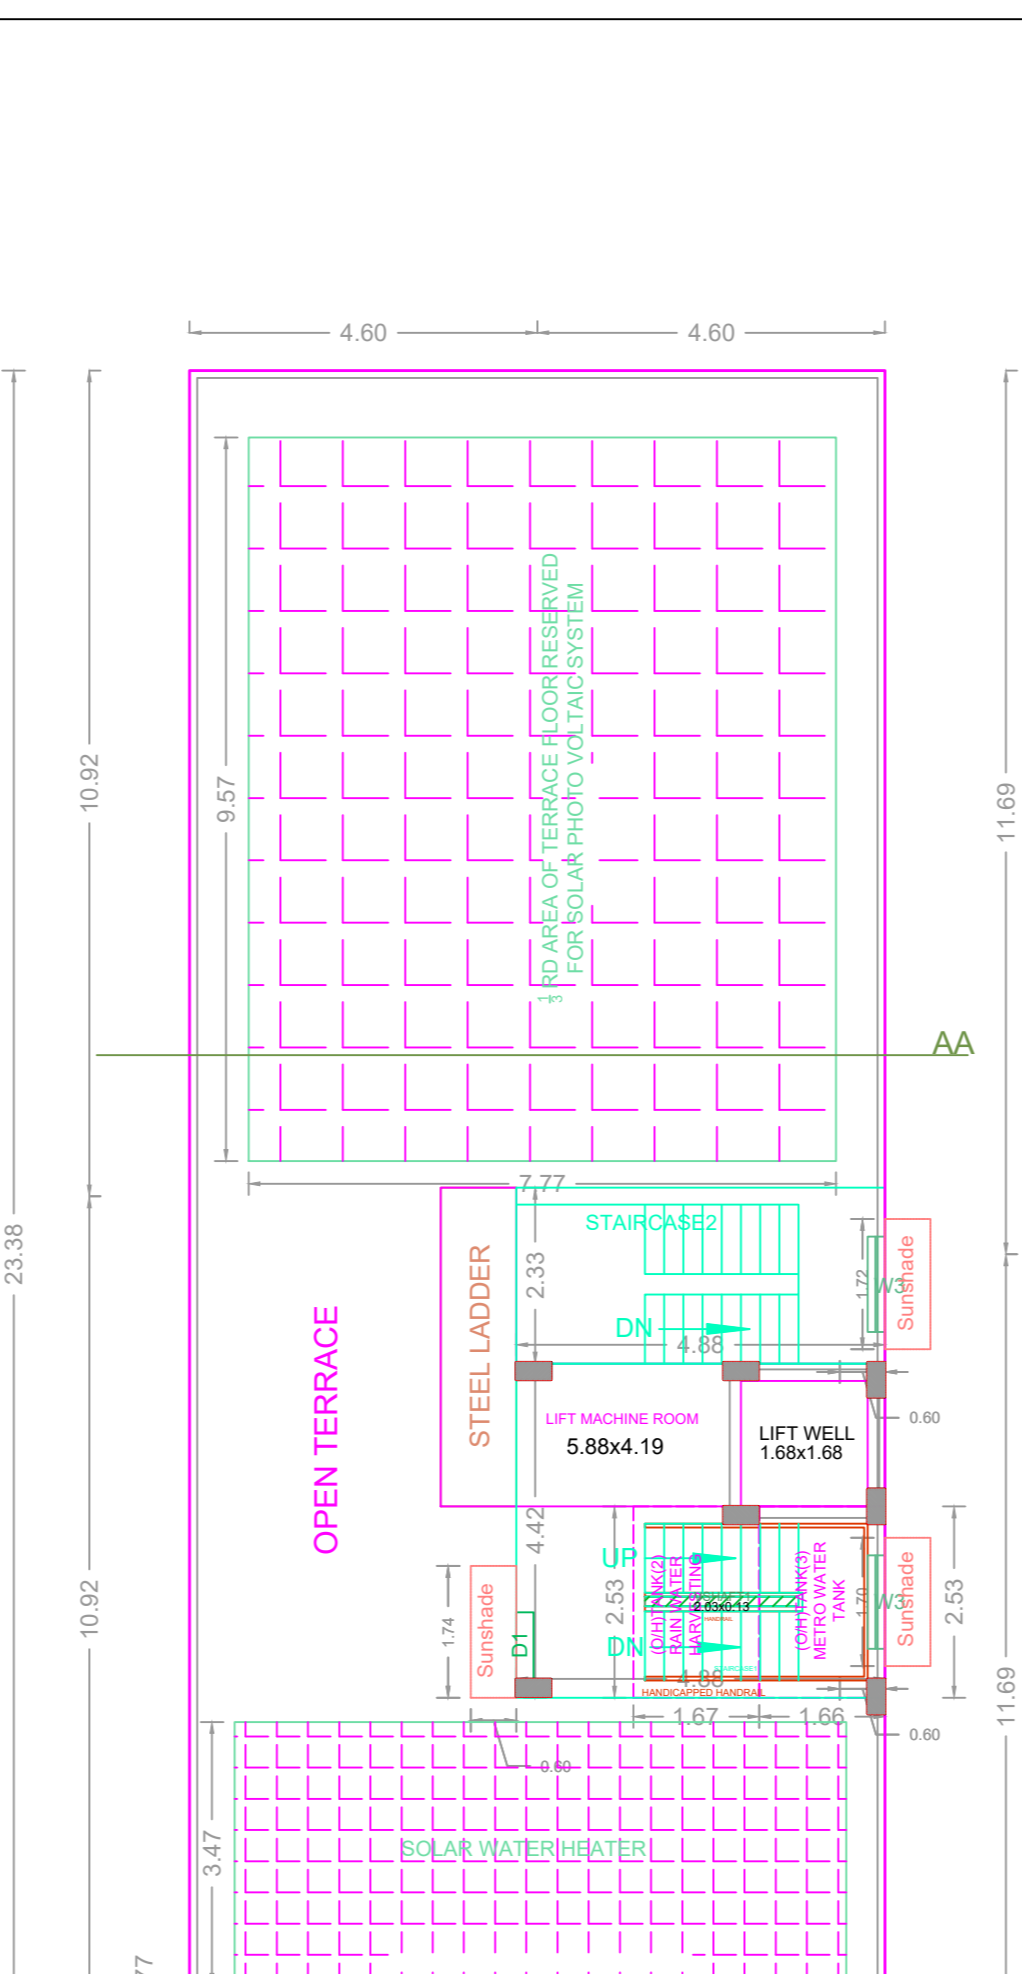 4.60
4.60
10.92
11.69
9.57
1/3 RD AREA OF TERRACE FLOOR RESERVED
FOR SOLAR PHOTO VOLTAIC SYSTEM
AA
7.77
23.38
STAIRCASE2
2.33
STEEL LADDER
OPEN TERRACE
1.72
W3
Sunshade
DN
4.88
LIFT MACHINE ROOM
5.88x4.19
LIFT WELL
1.68x1.68
0.60
4.42
UP
2.53
(O/H)TANK(2)
RAIN WATER
HARVESTING
2.03x0.13
HANDRAIL
(O/H)TANK(3)
METRO WATER
TANK
1.70
W3
Sunshade
2.53
10.92
1.74
Sunshade
D1
DN
STAIRCASE1
4.88
HANDICAPPED HANDRAIL
1.67
1.66
0.60
0.60
11.69
3.47
SOLAR WATER HEATER
77